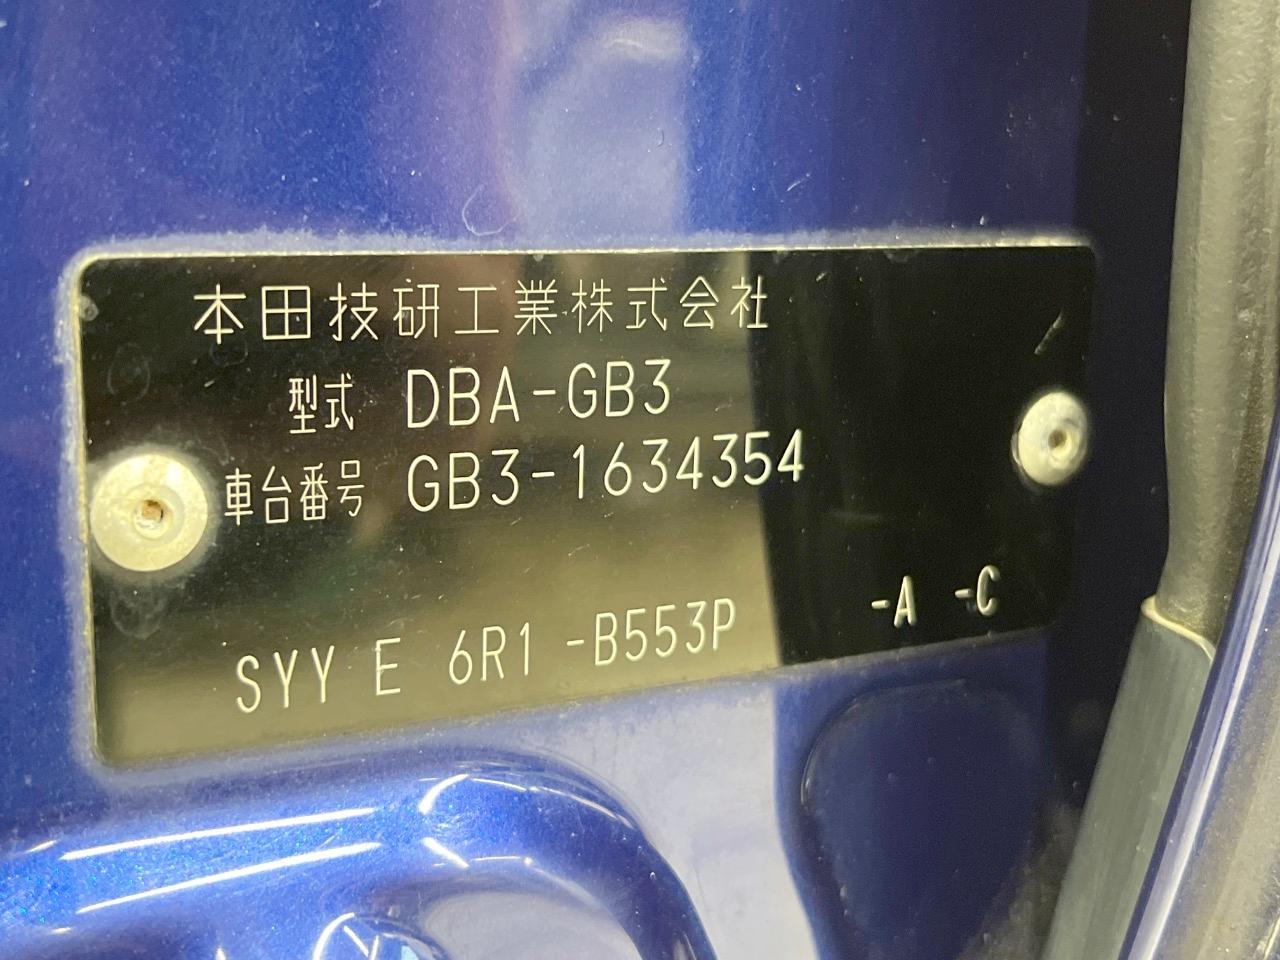 本田技研工業株式会社
型式 DBA-GB3
車台番号 GB3-1634354
SYY E 6R1 -B553P -A -C